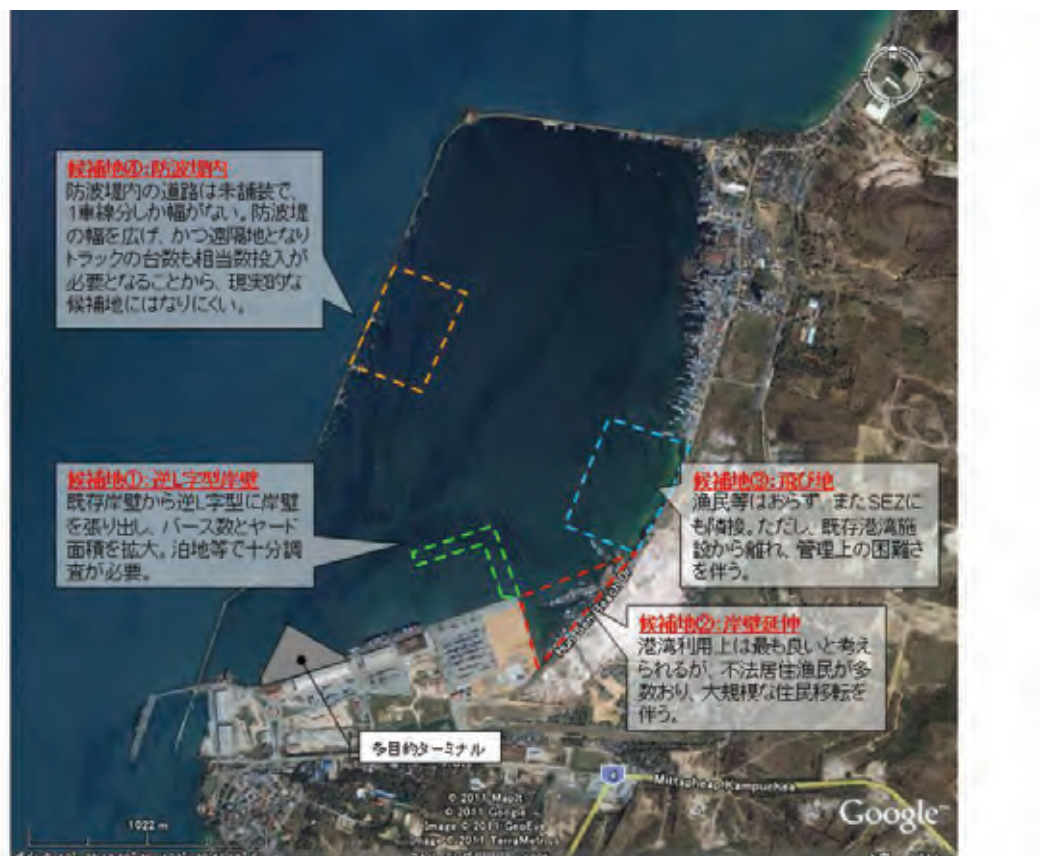 候補地④:防波堤内
防波堤内の道路は未舗装で、
1車線分しか幅がない。防波堤
の幅を広げ、かつ遠隔地となり
トラックの台数も相当数投入が
必要となることから、現実的な
候補地にはなりにくい。
候補地①:逆L字型岸壁
既存岸壁から逆L字型に岸壁
を張り出し、バース数とヤード
面積を拡大。泊地等で十分調
査が必要。
候補地③:飛び地
漁民等はおらず、またSEZに
も隣接。ただし、既存港湾施
設から離れ、管理上の困難さ
を伴う。
候補地②:岸壁延伸
港湾利用上は最も良いと考え
られるが、不法居住漁民が多
数おり、大規模な住民移転を
伴う。
多目的ターミナル
4
Mittapheap Kampuchea
© 2011 MapIt
© 2011 Google
Image © 2011 GeoEye
Image © 2011 TerraMetrics
Google
1022 m
N